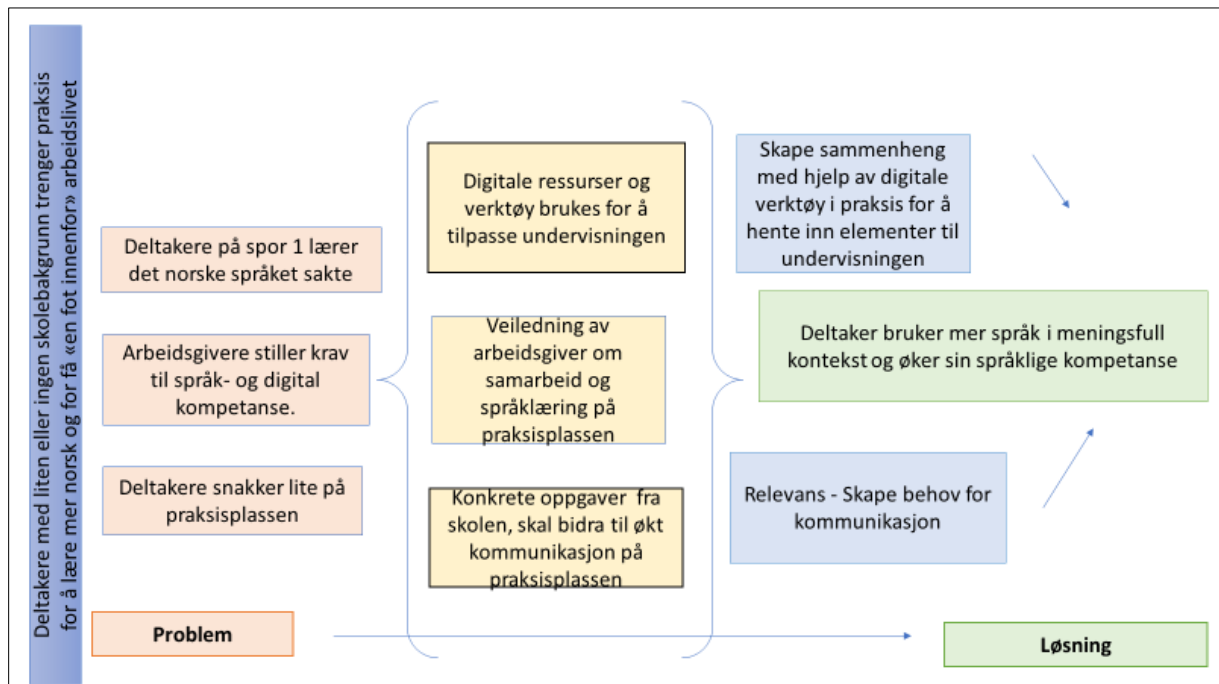 Deltakere med liten eller ingen skolebakgrunn trenger praksis
for å lære mer norsk og for få «en fot innenfor» arbeidslivet
Deltakere på spor 1 lærer
det norske språket sakte
Arbeidsgivere stiller krav
til språk- og digital
kompetanse.
Deltakere snakker lite på
praksisplassen
Digitale ressurser og
verktøy brukes for å
tilpasse undervisningen
Veiledning av
arbeidsgiver om
samarbeid og
språklæring på
praksisplassen
Konkrete oppgaver fra
skolen, skal bidra til økt
kommunikasjon på
praksisplassen
Skape sammenheng
med hjelp av digitale
verktøy i praksis for å
hente inn elementer til
undervisningen
Deltaker bruker mer språk i meningsfull
kontekst og øker sin språklige kompetanse
Relevans - Skape behov for
kommunikasjon
Problem
Løsning